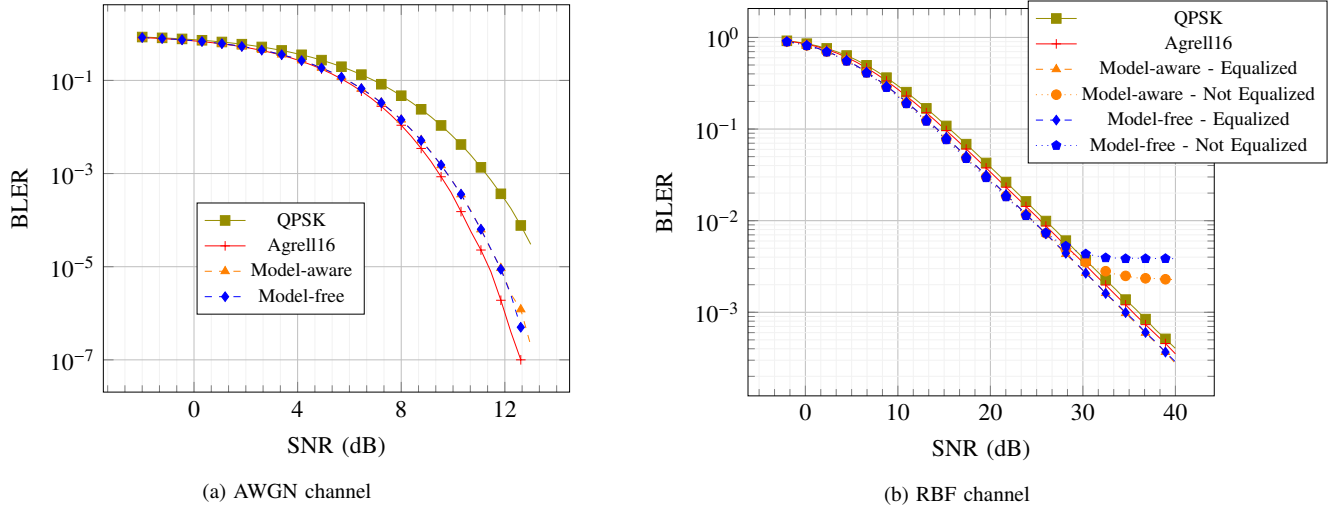 10^{-1}
10^{-3}
10^{-5}
10^{-7}
BLER
0 4 8 12
SNR (dB)
QPSK
Agrell16
Model-aware
Model-free
(a) AWGN channel
10^{0}
10^{-1}
10^{-2}
10^{-3}
BLER
0 10 20 30 40
SNR (dB)
QPSK
Agrell16
Model-aware - Equalized
Model-aware - Not Equalized
Model-free - Equalized
Model-free - Not Equalized
(b) RBF channel